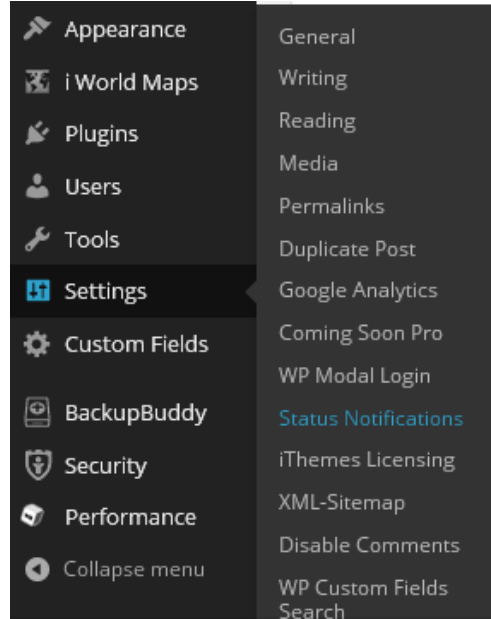 Appearance
i World Maps
Plugins
Users
Tools
Settings
Custom Fields
BackupBuddy
Security
Performance
Collapse menu
General
Writing
Reading
Media
Permalinks
Duplicate Post
Google Analytics
Coming Soon Pro
WP Modal Login
Status Notifications
iThemes Licensing
XML-Sitemap
Disable Comments
WP Custom Fields
Search